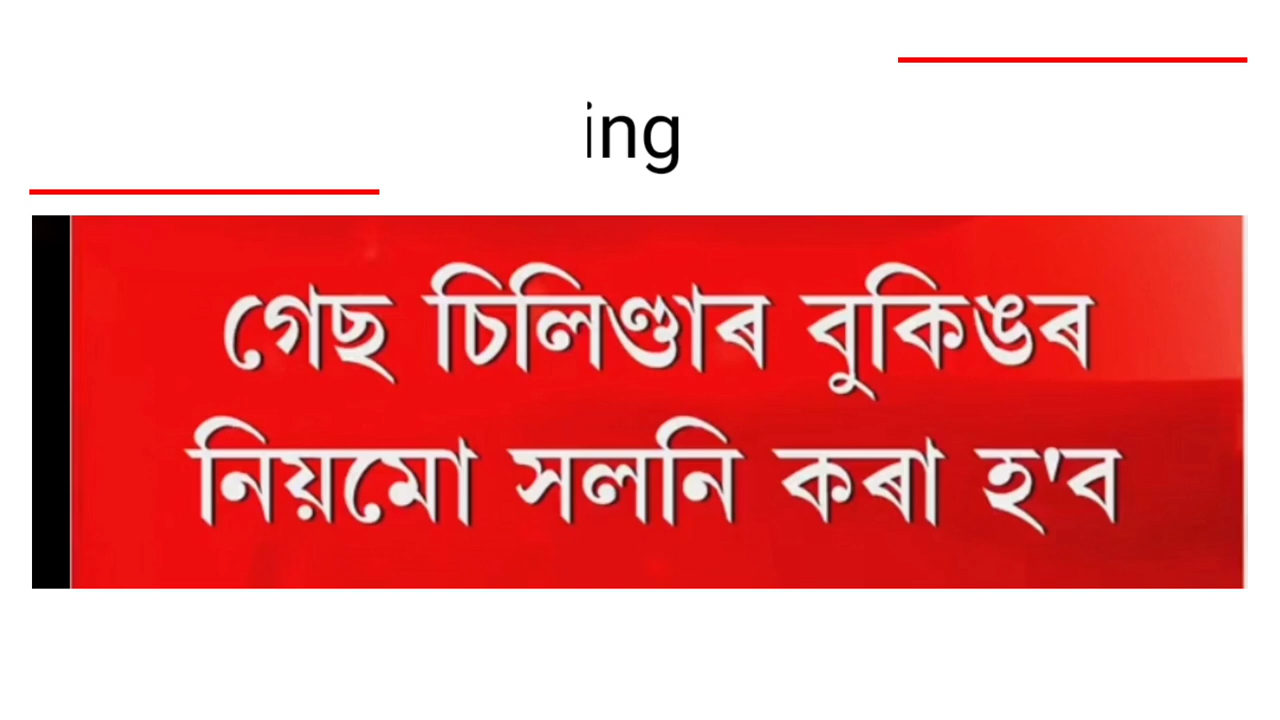 ing
গেছ চিলিণ্ডাৰ বুকিঙৰ
নিয়মো সলনি কৰা হ'ব